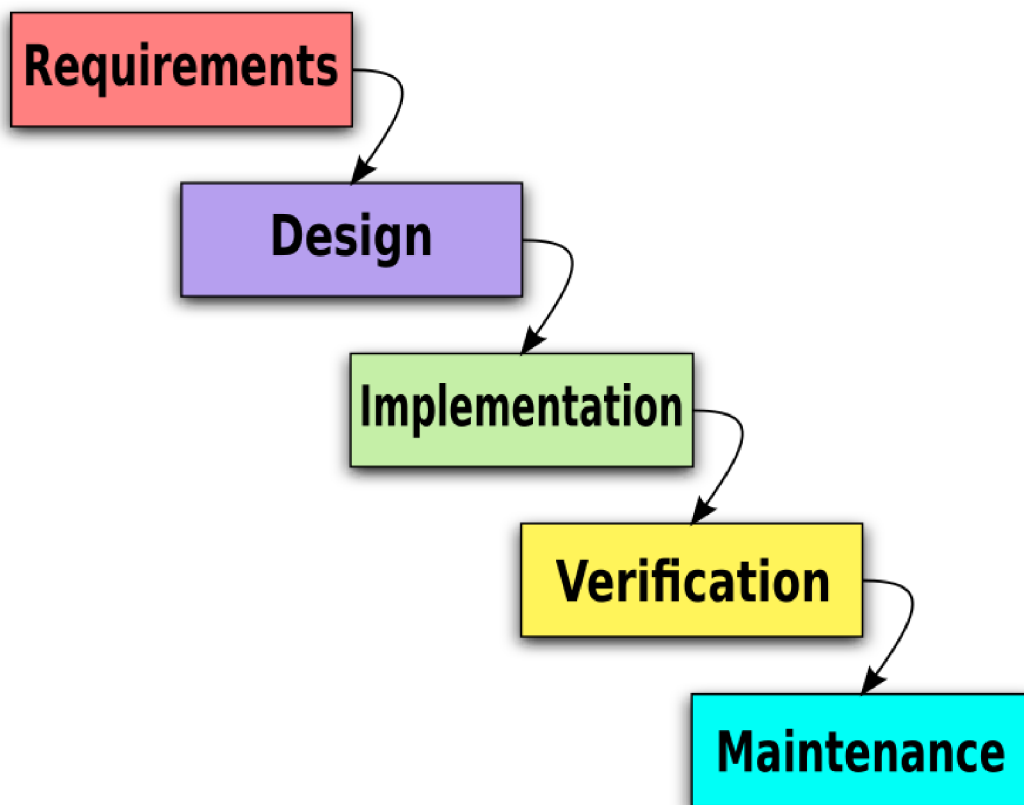 Requirements
Design
Implementation
Verification
Maintenance